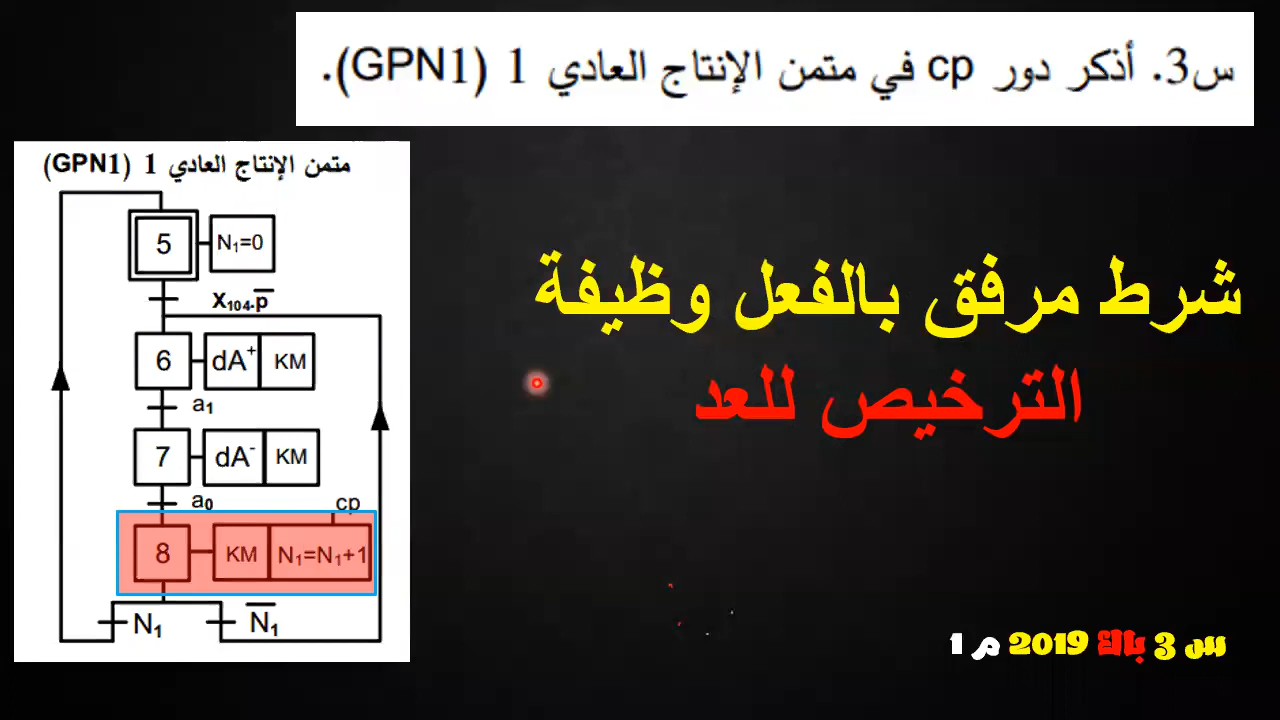 س3. أذكر دور cp في متمن الإنتاج العادي 1 (GPN1).
متمن الإنتاج العادي 1 (GPN1)
5 N₁=0
X₁₀₄.p̅
6 dA⁺ KM
a₁
7 dA⁻ KM
a₀ cp
8 KM N₁=N₁+1
N₁ N̅₁
شرط مرفق بالفعل وظيفة
الترخيص للعد
س 3 باك 2019 م 1